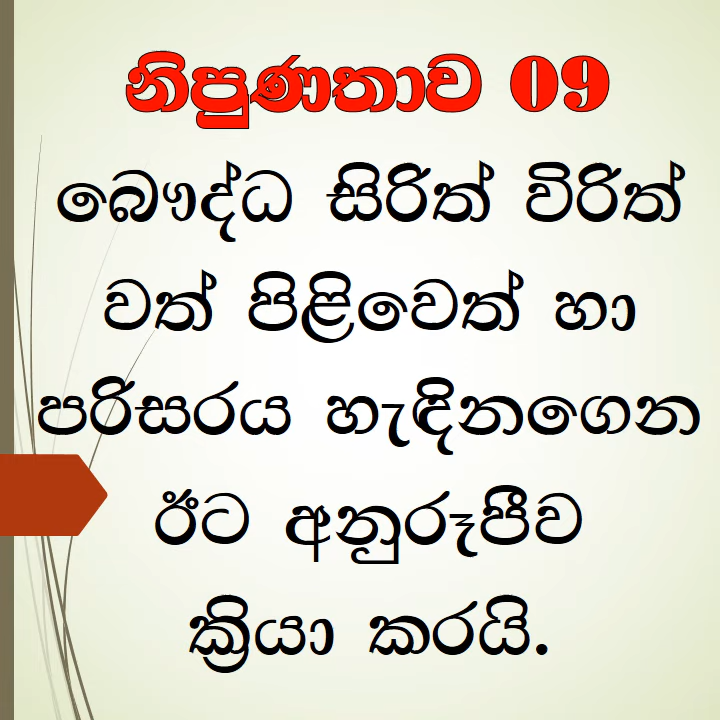 නිපුණතාව 09
බෞද්ධ සිරිත් විරිත්
වත් පිළිවෙත් හා
පරිසරය හැඳිනගෙන
ඊට අනුරූපීව
ක්‍රියා කරයි.